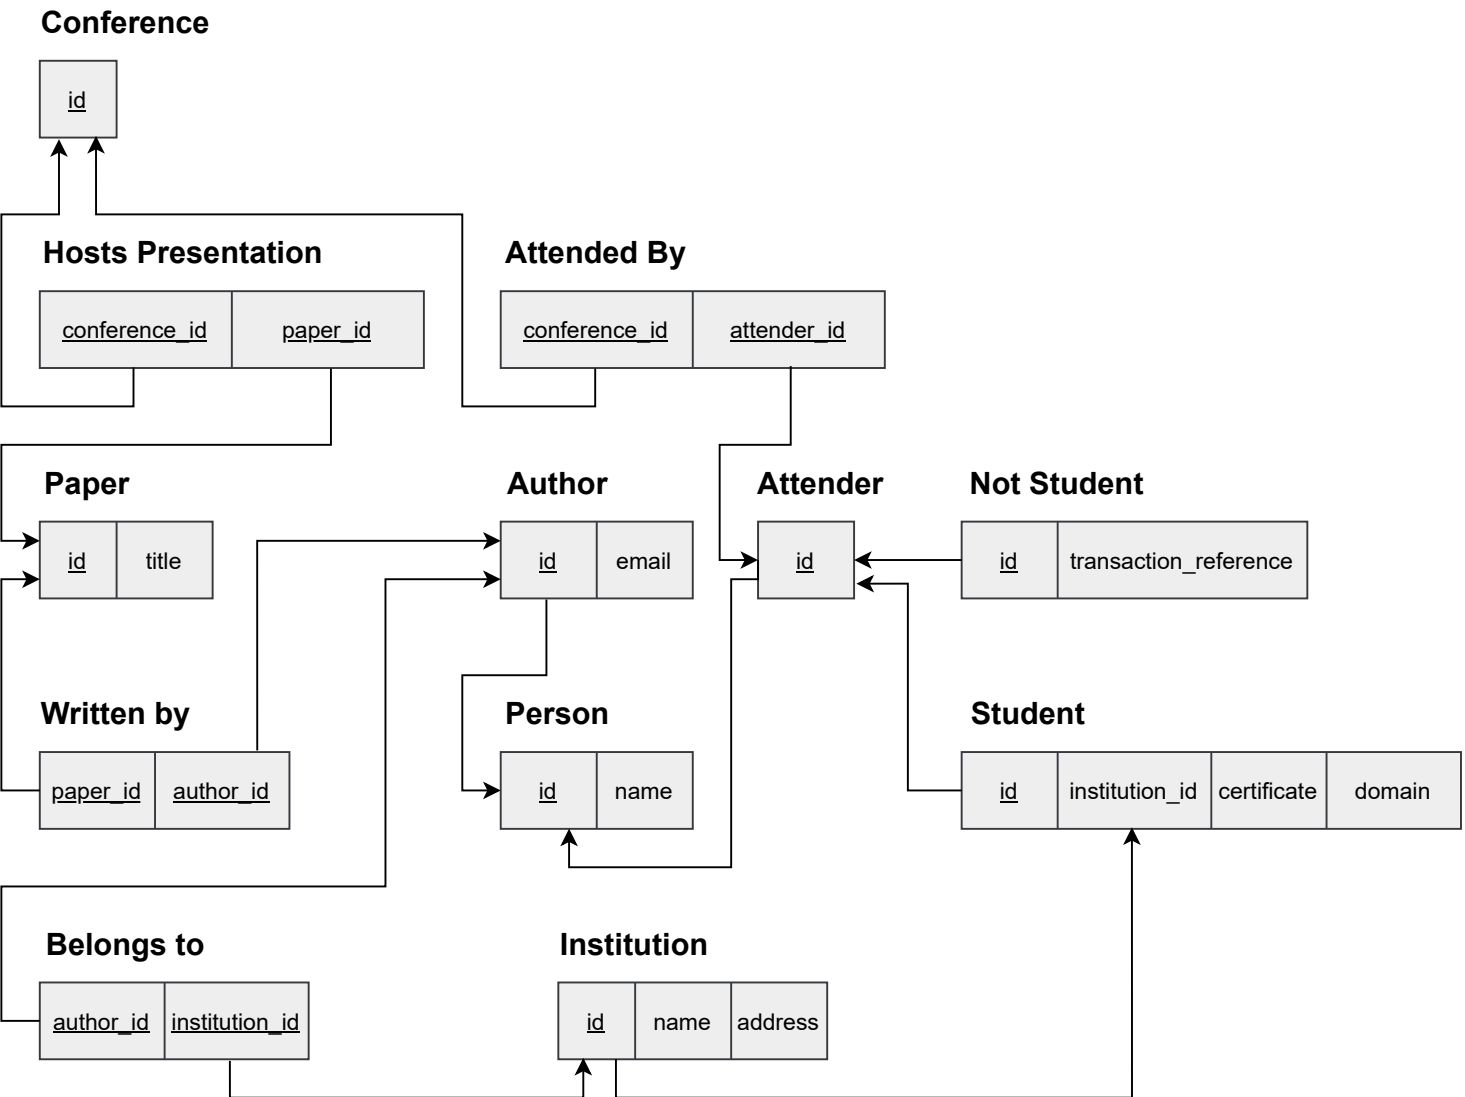 Conference
id
Hosts Presentation
Attended By
conference_id paper_id
conference_id attender_id
Paper
Author
Attender
Not Student
id title
id email
id
id transaction_reference
Written by
Person
Student
paper_id author_id
id name
id institution_id certificate domain
Belongs to
Institution
author_id institution_id
id name address